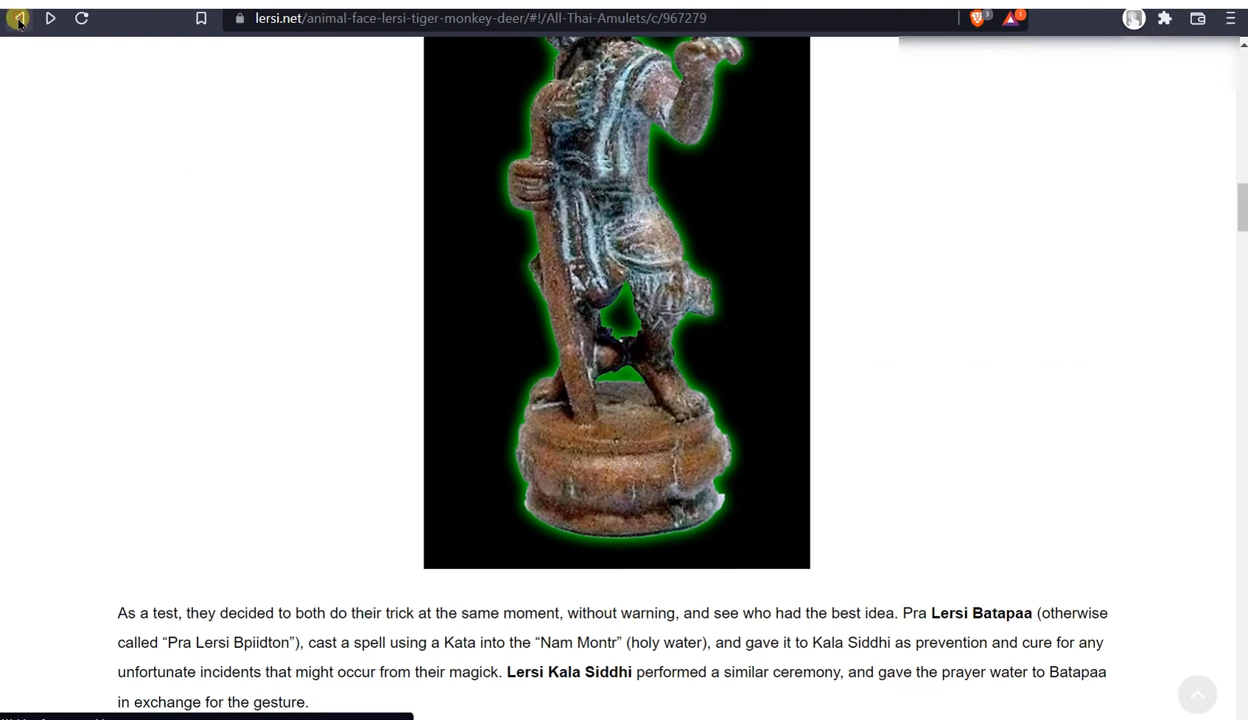 lersi.net/animal-face-lersi-tiger-monkey-deer/#!/All-Thai-Amulets/c/967279
3
1
As a test, they decided to both do their trick at the same moment, without warning, and see who had the best idea. Pra Lersi Batapaa (otherwise
called “Pra Lersi Bpiidton”), cast a spell using a Kata into the “Nam Montr” (holy water), and gave it to Kala Siddhi as prevention and cure for any
unfortunate incidents that might occur from their magick. Lersi Kala Siddhi performed a similar ceremony, and gave the prayer water to Batapaa
in exchange for the gesture.